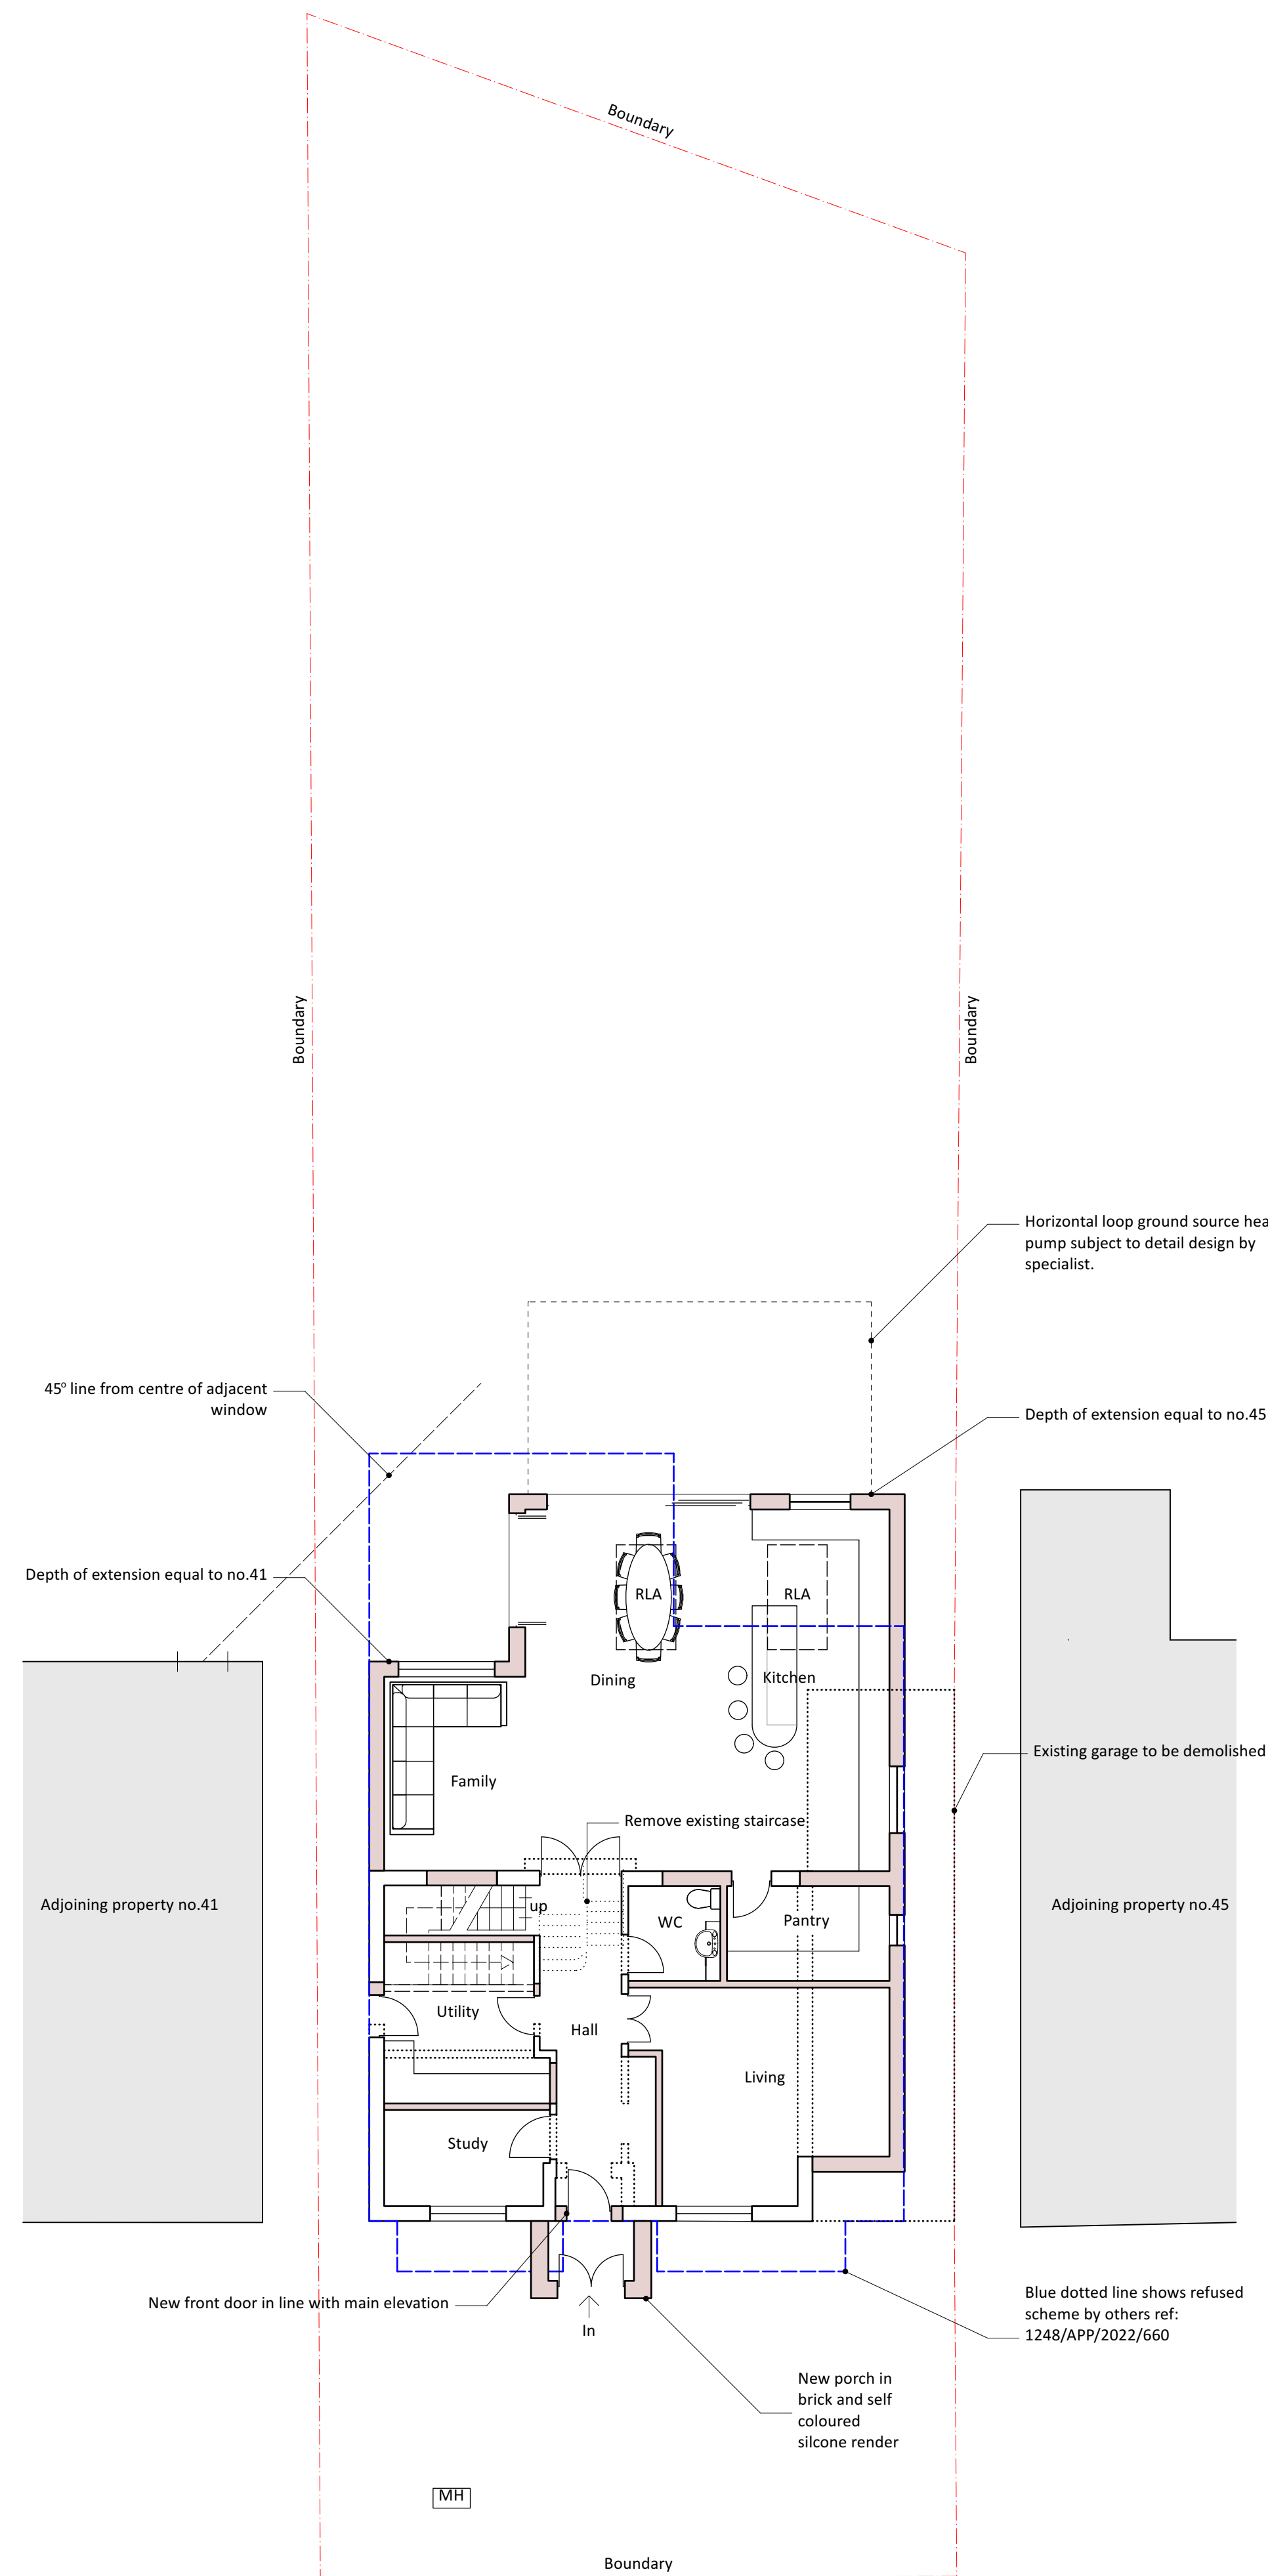 Boundary
Boundary
Boundary
Horizontal loop ground source hea
pump subject to detail design by
specialist.
45° line from centre of adjacent
window
Depth of extension equal to no.45
Depth of extension equal to no.41
RLA
RLA
Dining
Kitchen
Existing garage to be demolished
Family
Remove existing staircase
Adjoining property no.41
up
WC
Pantry
Adjoining property no.45
Utility
Hall
Living
Study
New front door in line with main elevation
In
Blue dotted line shows refused
scheme by others ref:
1248/APP/2022/660
New porch in
brick and self
coloured
silcone render
MH
Boundary